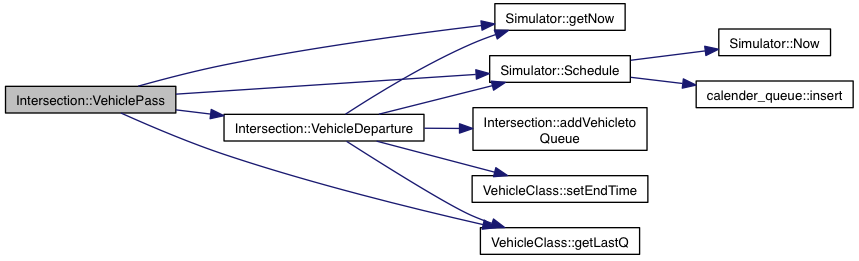 Intersection::VehiclePass
Intersection::VehicleDeparture
Simulator::getNow
Simulator::Schedule
Intersection::addVehicleto
Queue
VehicleClass::setEndTime
VehicleClass::getLastQ
Simulator::Now
calender_queue::insert